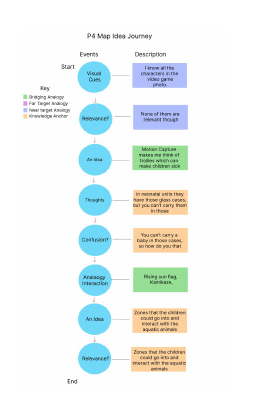 P4 Map Idea Journey
Events
Description
Start
Visual
Cues
I know all the
characters in the
video game
photo
Key
Bridging Analogy
Far Target Analogy
Near target Analogy
Knowledge Anchor
Relevance?
None of them are
relevant though
An Idea
Motion Capture
makes me think of
trollies which can
make children sick
Thoughts
In neonatal units they
have those glass cases,
but you can't carry them
in those
Confusion?
You can't carry a
baby in those cases,
so how do you that
Analaogy
Interaction
Rising sun flag,
Kamikaze,
An Idea
Zones that the children
could go into and
interact with the
aquatic animals
Relevance?
Zones that the children
could go into and
interact with the aquatic
animals
End